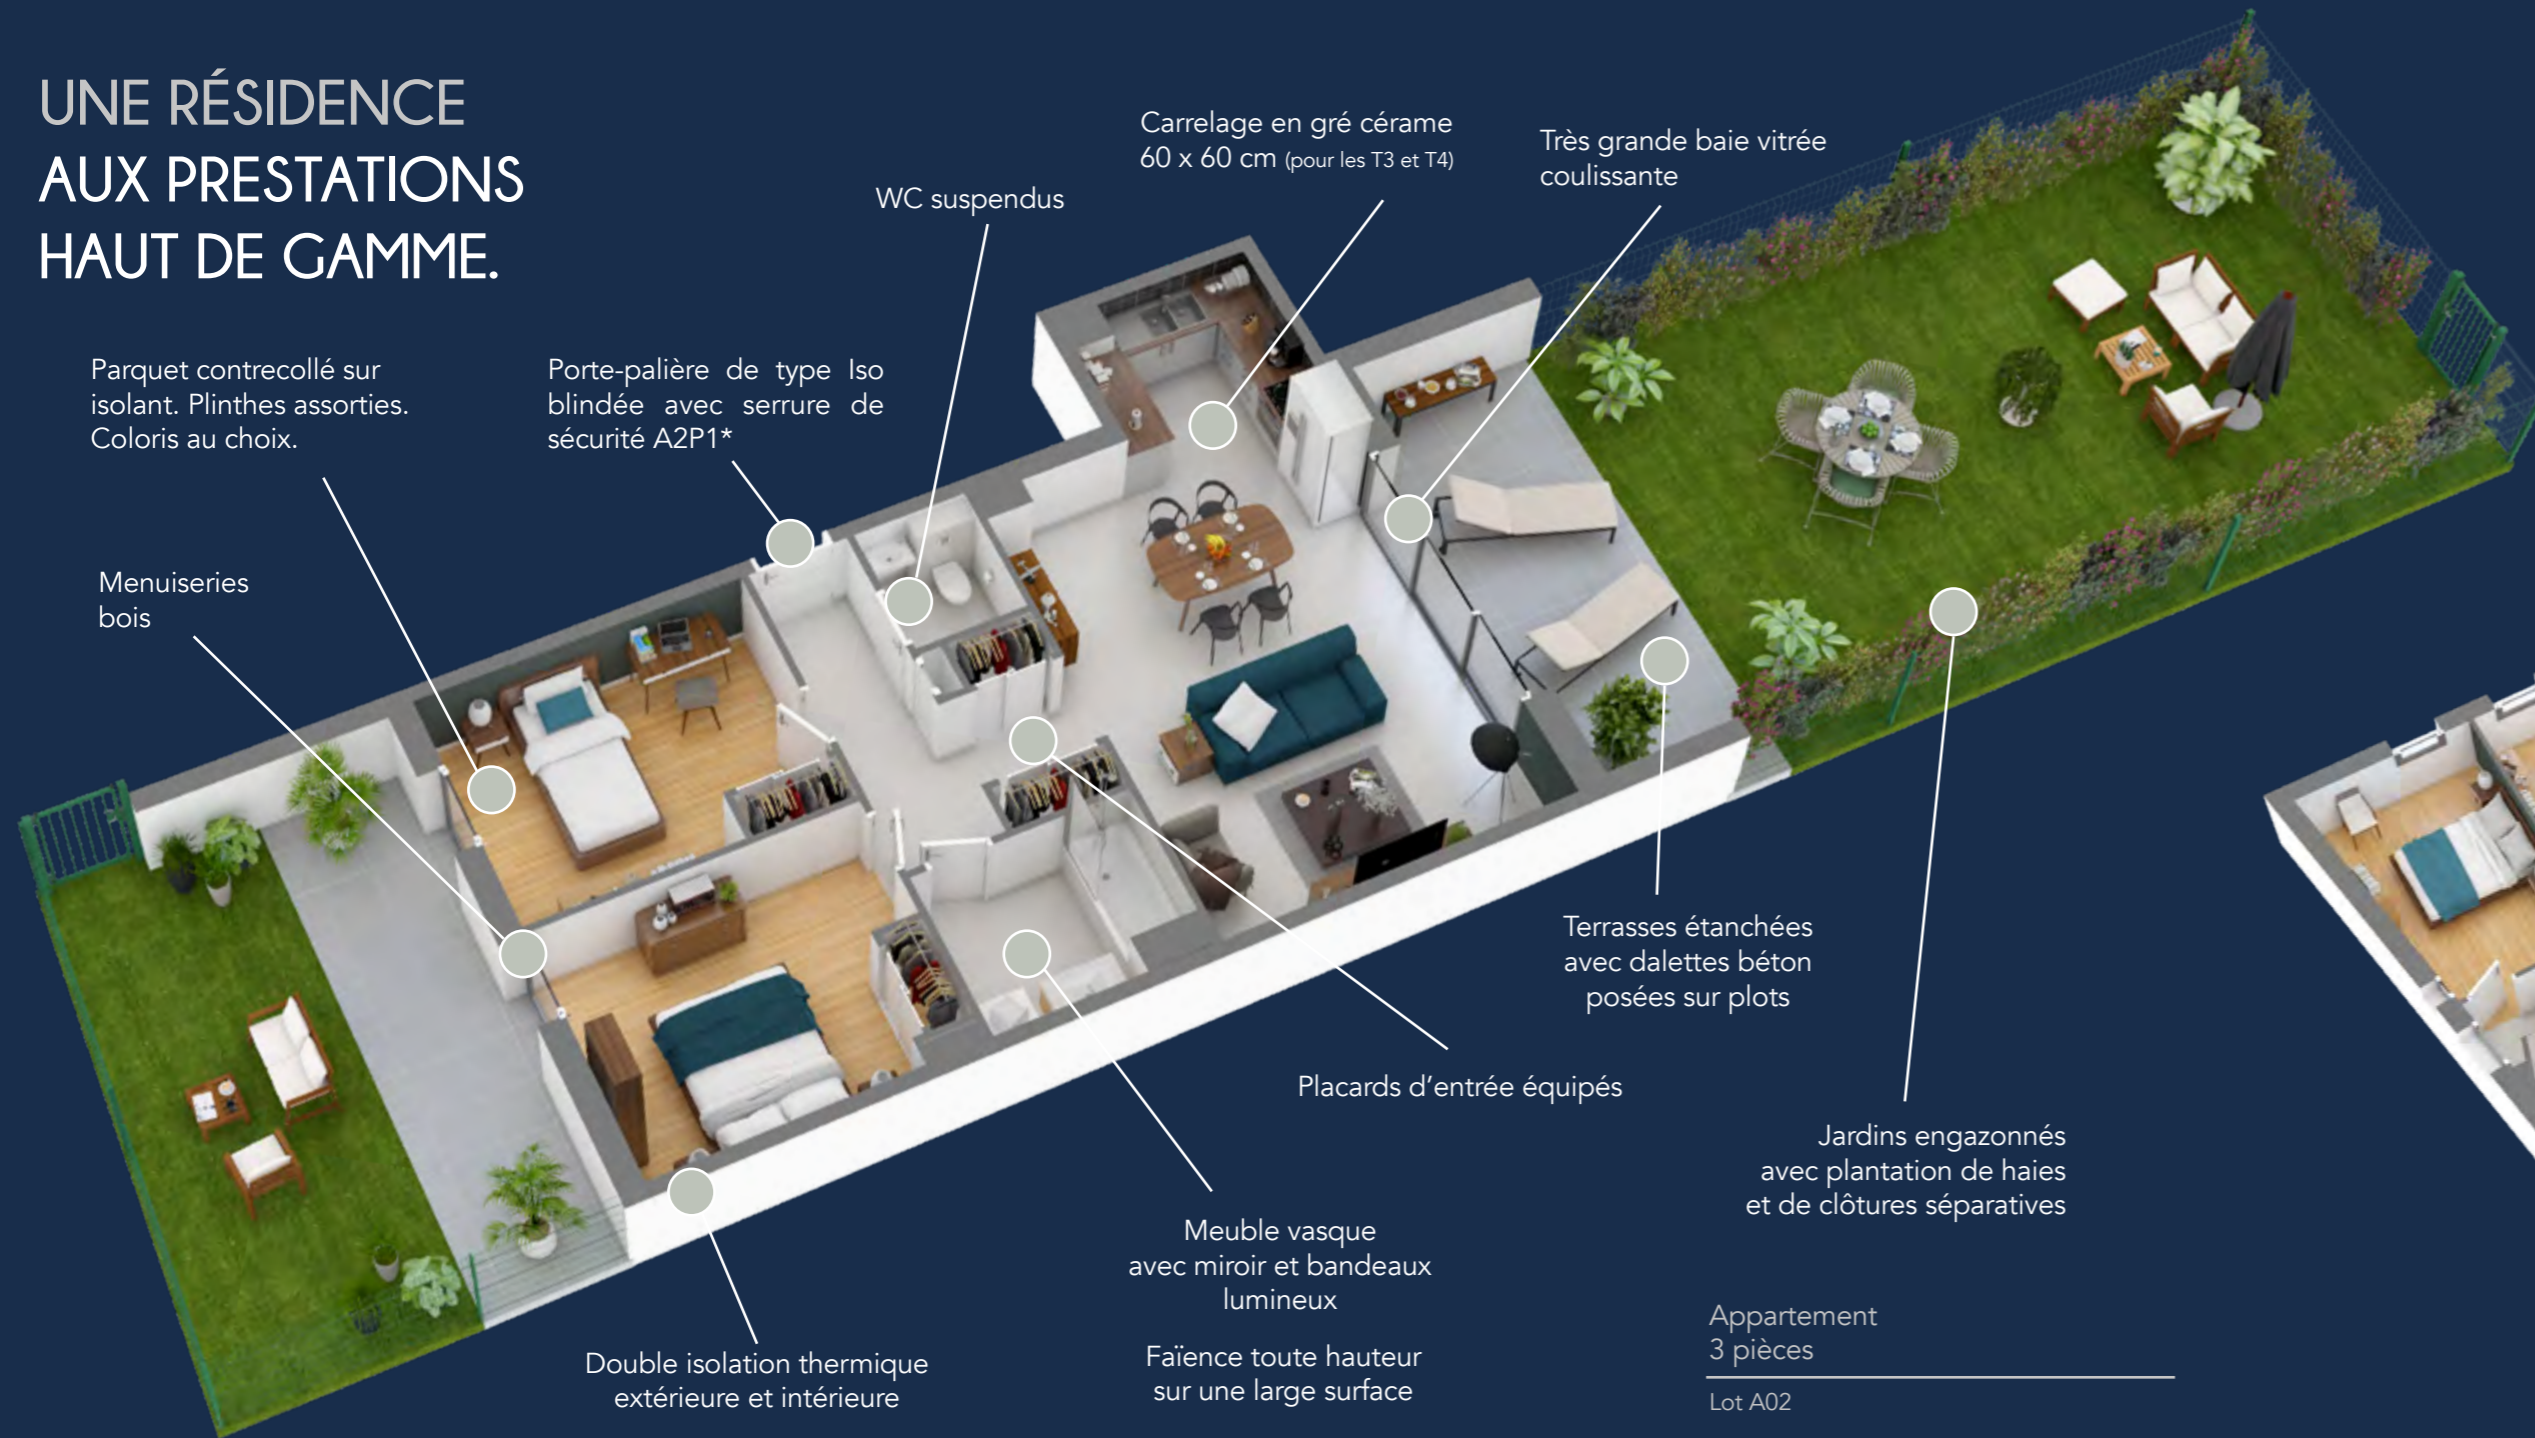 UNE RÉSIDENCE
AUX PRESTATIONS
HAUT DE GAMME.
Carrelage en gré cérame
60 x 60 cm (pour les T3 et T4)
Très grande baie vitrée
coulissante
WC suspendus
Parquet contrecollé sur
isolant. Plinthes assorties.
Coloris au choix.
Porte-palière de type Iso
blindée avec serrure de
sécurité A2P1*
Menuiseries
bois
Terrasses étanchées
avec dalettes béton
posées sur plots
Placards d'entrée équipés
Jardins engazonnés
avec plantation de haies
et de clôtures séparatives
Meuble vasque
avec miroir et bandeaux
lumineux
Faïence toute hauteur
sur une large surface
Double isolation thermique
extérieure et intérieure
Appartement
3 pièces
Lot A02